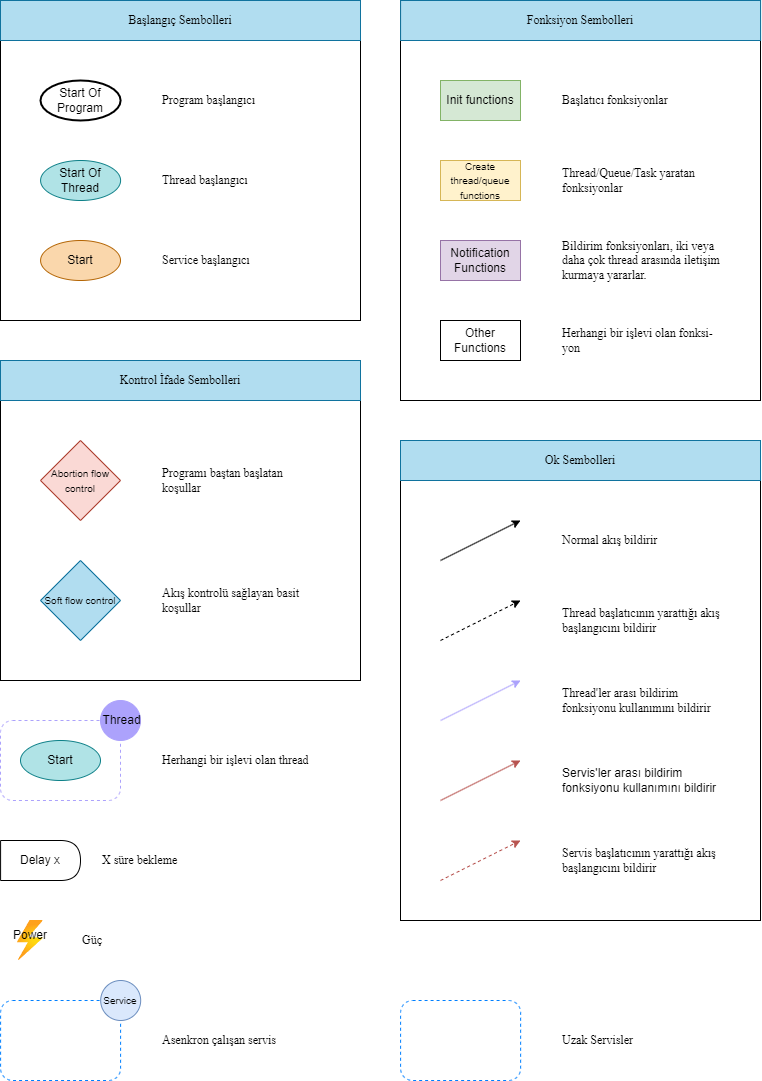 Başlangıç Sembolleri
Start Of
Program
Program başlangıcı
Start Of
Thread
Thread başlangıcı
Start
Service başlangıcı
Fonksiyon Sembolleri
Init functions
Başlatıcı fonksiyonlar
Create
thread/queue
functions
Thread/Queue/Task yaratan
fonksiyonlar
Notification
Functions
Bildirim fonksiyonları, iki veya
daha çok thread arasında iletişim
kurmaya yararlar.
Other
Functions
Herhangi bir işlevi olan fonksi-
yon
Kontrol İfade Sembolleri
Abortion flow
control
Programı baştan başlatan
koşullar
Soft flow control
Akış kontrolü sağlayan basit
koşullar
Ok Sembolleri
Normal akış bildirir
Thread başlatıcının yarattığı akış
başlangıcını bildirir
Thread'ler arası bildirim
fonksiyonu kullanımını bildirir
Servis'ler arası bildirim
fonksiyonu kullanımını bildirir
Servis başlatıcının yarattığı akış
başlangıcını bildirir
Thread
Start
Herhangi bir işlevi olan thread
Delay x
X süre bekleme
Power
Güç
Service
Asenkron çalışan servis
Uzak Servisler